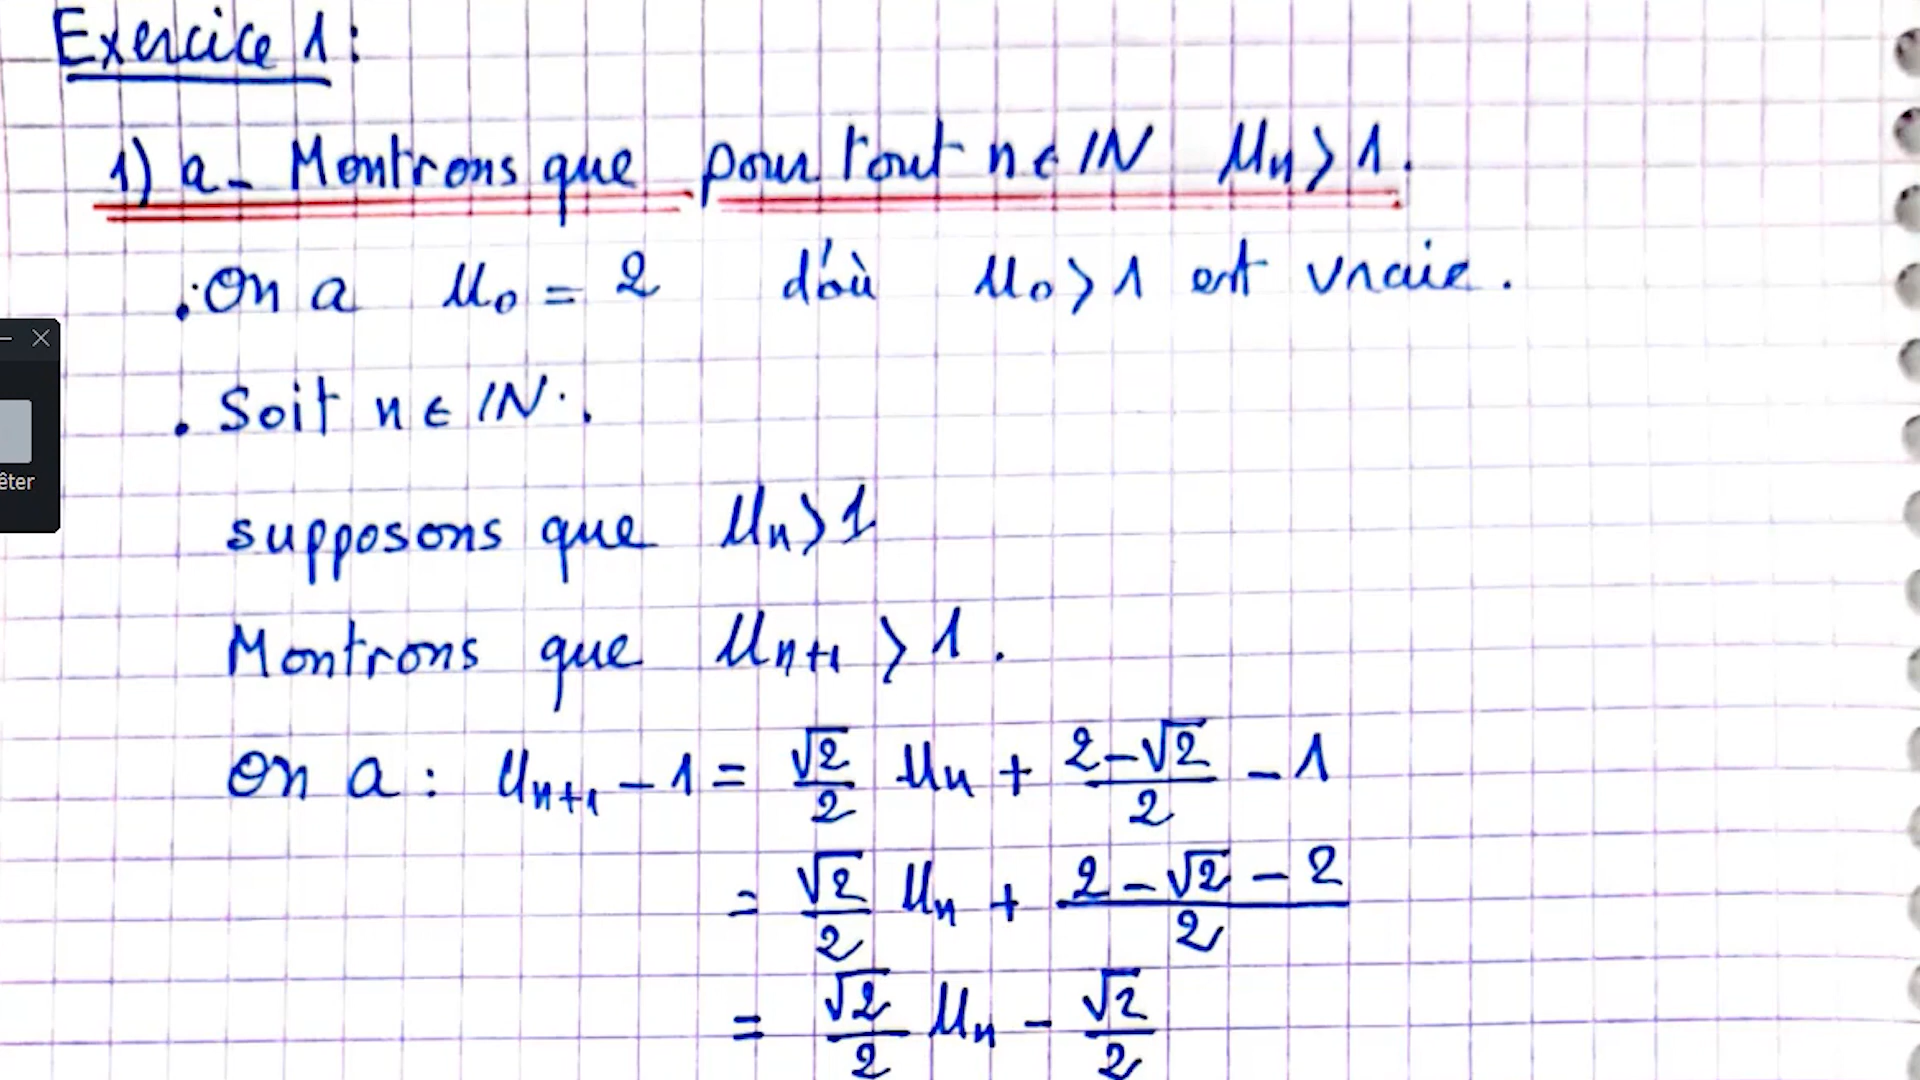 Exercice 1:
1) a- Montrons que pour tout n ∈ IN Un > 1.
. On a U0 = 2 d'où U0 > 1 est vraie.
. Soit n ∈ IN.
êter
supposons que Un > 1
Montrons que Un+1 > 1.
On a : Un+1 - 1 = √2/2 Un + (2-√2)/2 - 1
= √2/2 Un + (2-√2-2)/2
= √2/2 Un - √2/2